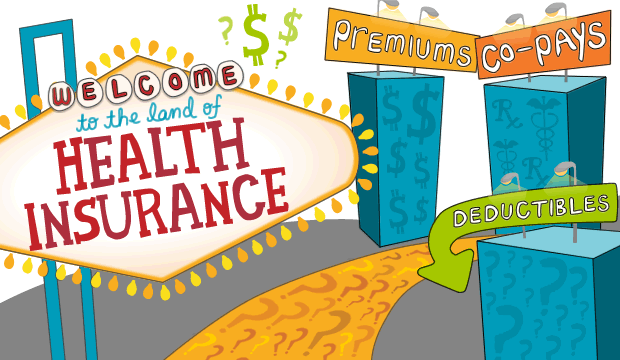 WELCOME
to the land of
HEALTH
INSURANCE
? $ $
?
PREMIUMS
CO-PAYS
DEDUCTIBLES